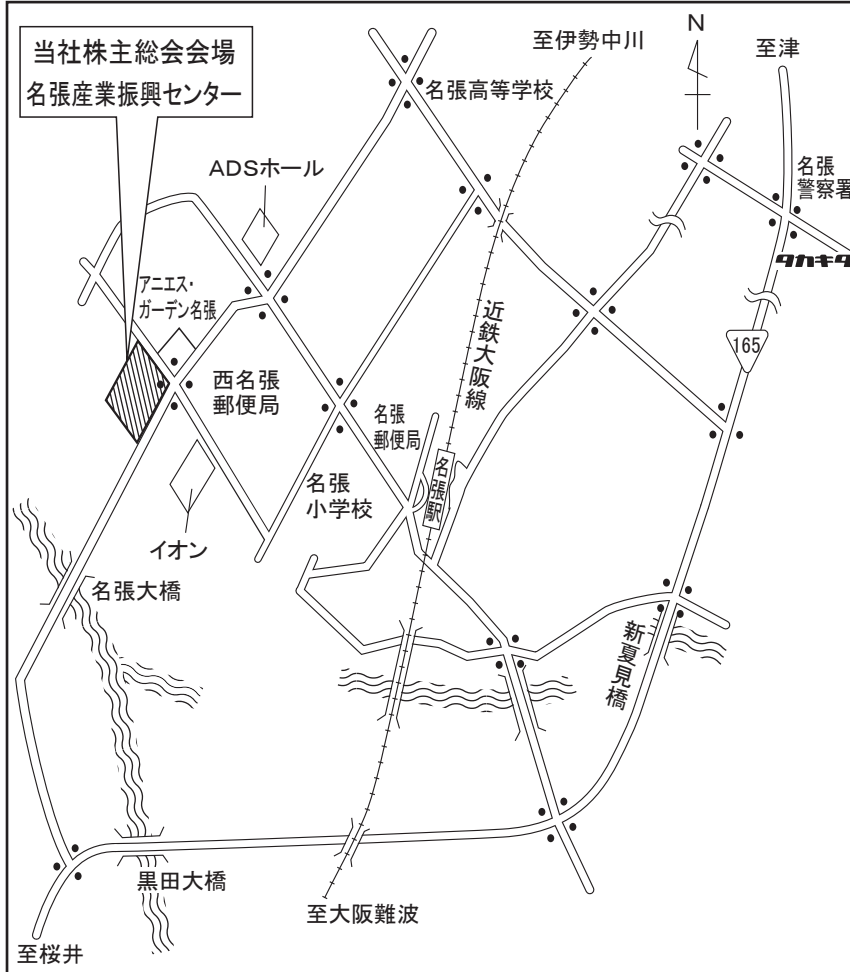 当社株主総会会場
名張産業振興センター
至伊勢中川
N
至津
名張高等学校
名張
警察署
ADSホール
タカキタ
アニエス・
ガーデン名張
近鉄大阪線
165
西名張
郵便局
名張
郵便局
名張駅
名張
小学校
イオン
名張大橋
新夏見橋
黒田大橋
至大阪難波
至桜井